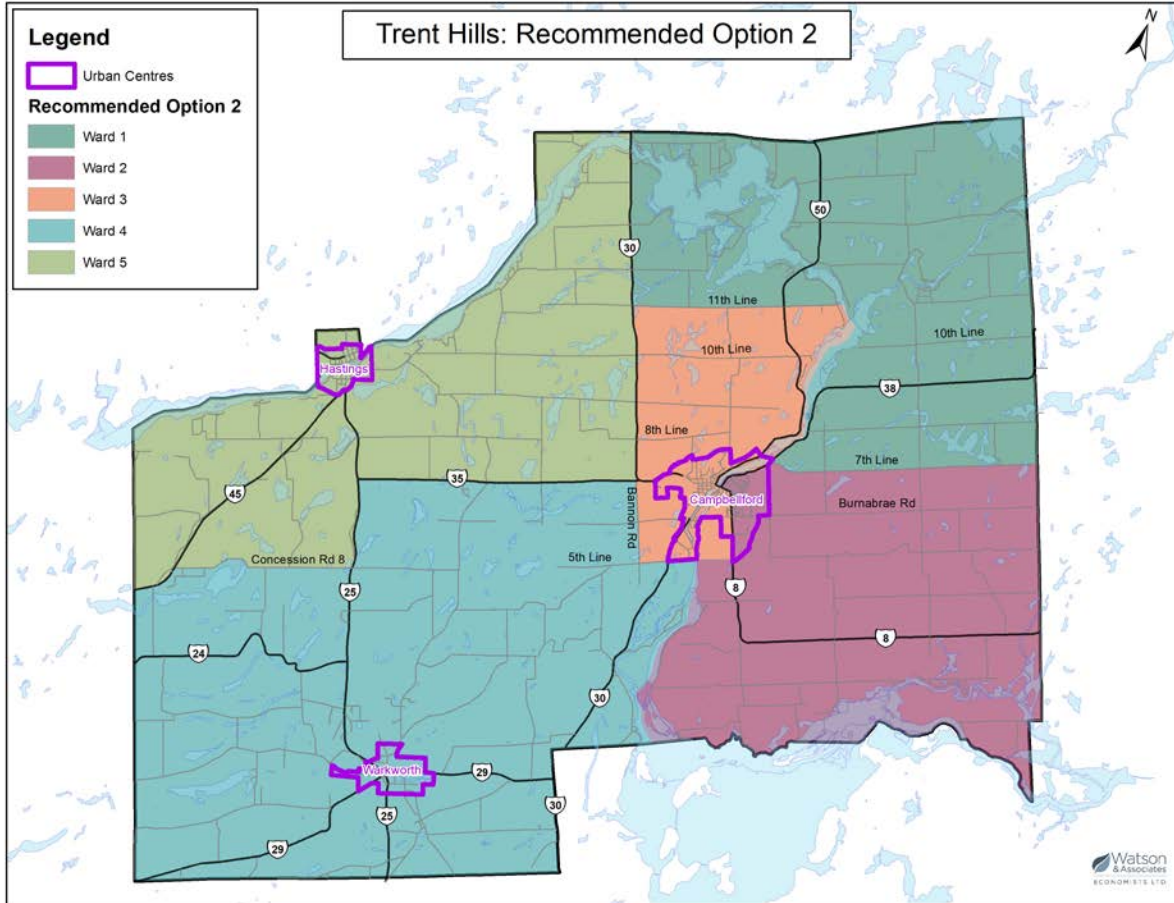 Legend
Urban Centres
Recommended Option 2
Ward 1
Ward 2
Ward 3
Ward 4
Ward 5
Trent Hills: Recommended Option 2
N
50
30
11th Line
10th Line
10th Line
Hastings
38
8th Line
7th Line
35
45
Campbellford
Bannon Rd
Burnabrae Rd
5th Line
Concession Rd 8
25
8
8
24
30
Warkworth
29
30
25
29
Watson
& Associates
ECONOMISTS LTD.